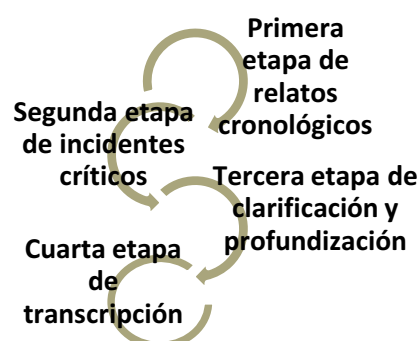 Primera
etapa de
relatos
cronológicos
Segunda etapa
de incidentes
críticos
Tercera etapa de
clarificación y
profundización
Cuarta etapa
de
transcripción